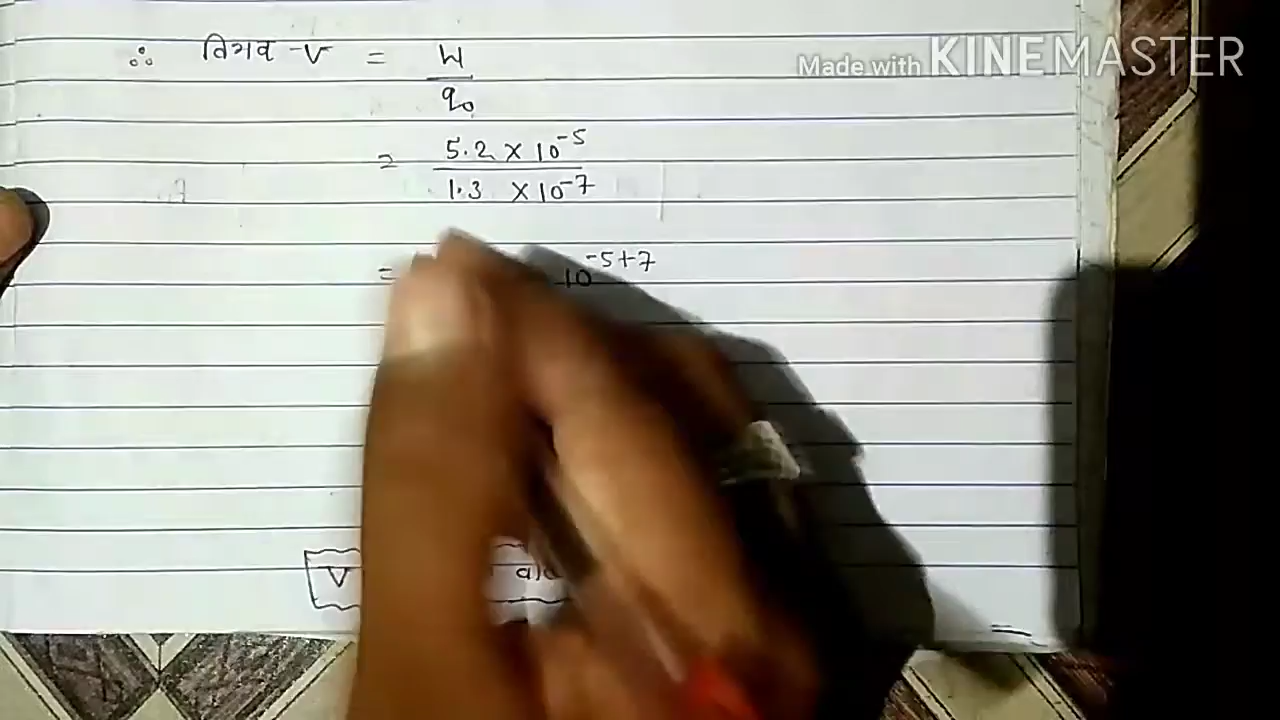 Made with KINEMASTER
∴ विभव -V = W
q₀
= 5.2 × 10⁻⁵
1.3 × 10⁻⁷
= 10⁻⁵⁺⁷
V